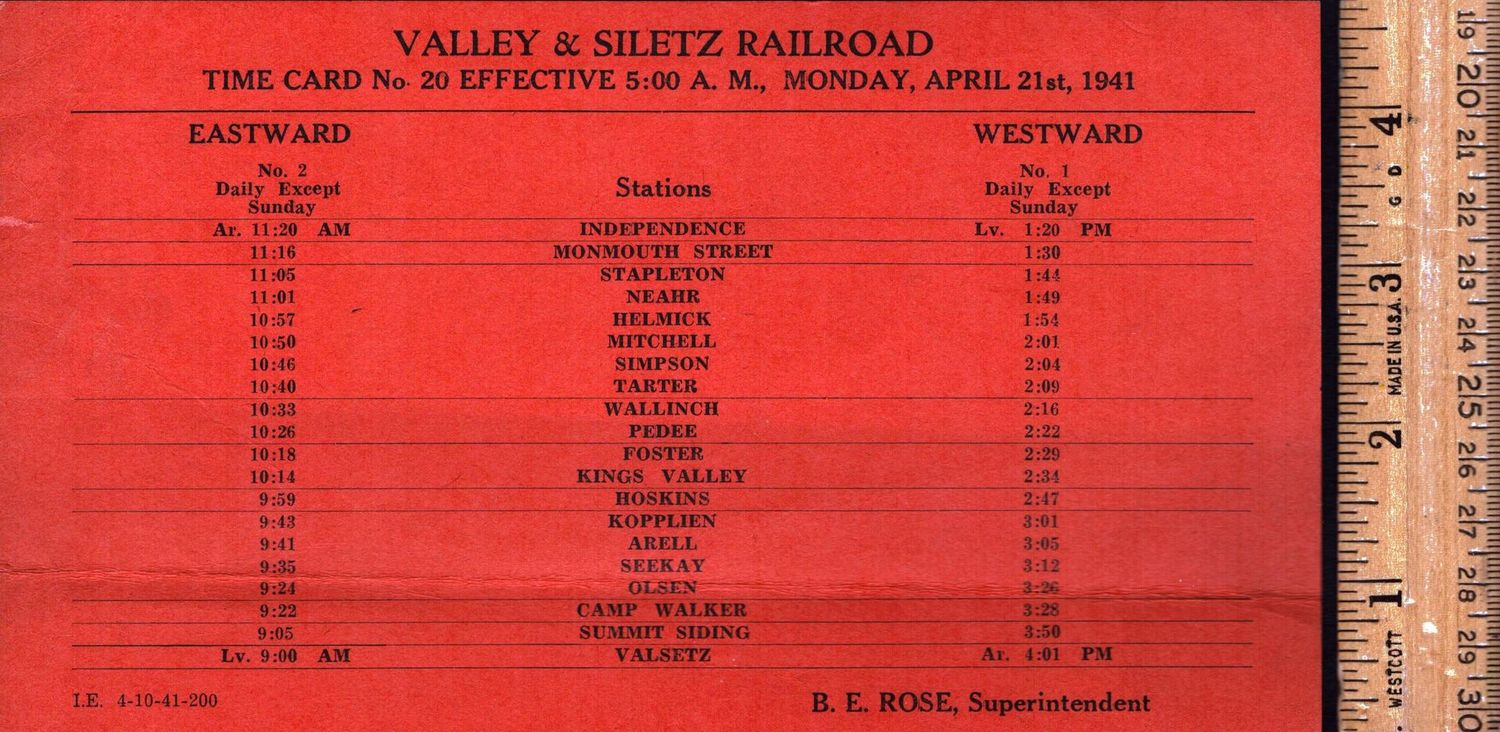 VALLEY & SILETZ RAILROAD
TIME CARD No. 20 EFFECTIVE 5:00 A. M., MONDAY, APRIL 21st, 1941
EASTWARD WESTWARD
No. 2 No. 1
Daily Except Stations Daily Except
Sunday Sunday
Ar. 11:20 AM INDEPENDENCE Lv. 1:20 PM
11:16 MONMOUTH STREET 1:30
11:05 STAPLETON 1:44
11:01 NEAHR 1:49
10:57 HELMICK 1:54
10:50 MITCHELL 2:01
10:46 SIMPSON 2:04
10:40 TARTER 2:09
10:33 WALLINCH 2:16
10:26 PEDEE 2:22
10:18 FOSTER 2:29
10:14 KINGS VALLEY 2:34
9:59 HOSKINS 2:47
9:43 KOPPLIEN 3:01
9:41 ARELL 3:05
9:35 SEEKAY 3:12
9:24 OLSEN 3:26
9:22 CAMP WALKER 3:28
9:05 SUMMIT SIDING 3:50
Lv. 9:00 AM VALSETZ Ar. 4:01 PM
I.E. 4-10-41-200 B. E. ROSE, Superintendent
WESTCOTT 1 2 MADE IN U.S.A. 3 G D 4
19 20 21 22 23 24 25 26 27 28 29 30